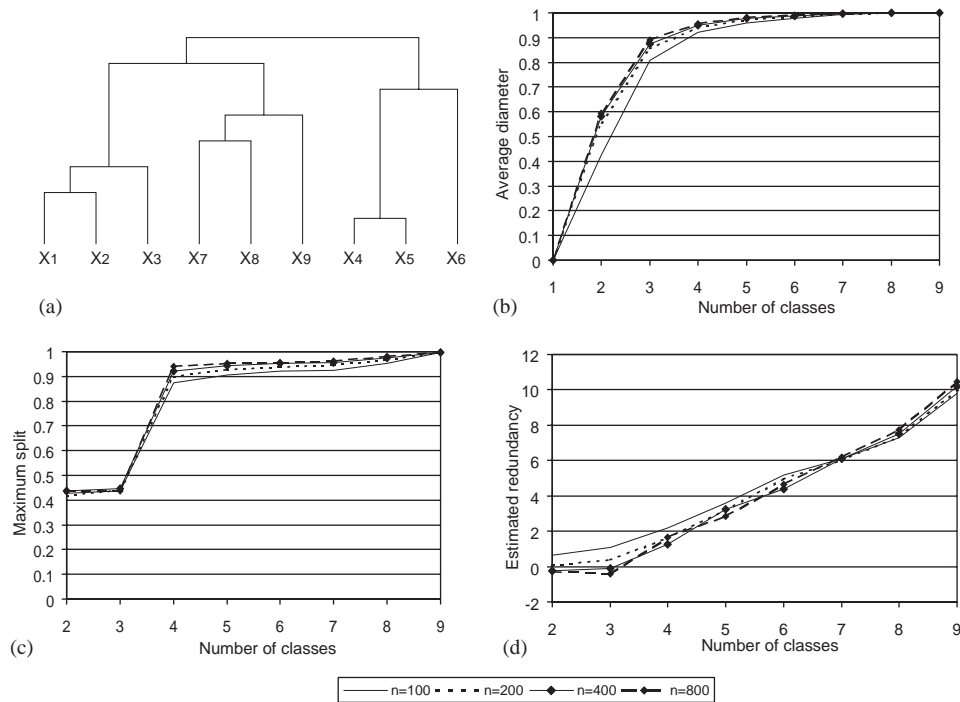 X1 X2 X3 X7 X8 X9 X4 X5 X6
(a)
1
0.9
0.8
0.7
0.6
0.5
0.4
0.3
0.2
0.1
0
Average diameter
1 2 3 4 5 6 7 8 9
Number of classes
(b)
1
0.9
0.8
0.7
0.6
0.5
0.4
0.3
0.2
0.1
0
Maximum split
2 3 4 5 6 7 8 9
Number of classes
(c)
12
10
8
6
4
2
0
-2
Estimated redundancy
2 3 4 5 6 7 8 9
Number of classes
(d)
n=100 n=200 n=400 n=800